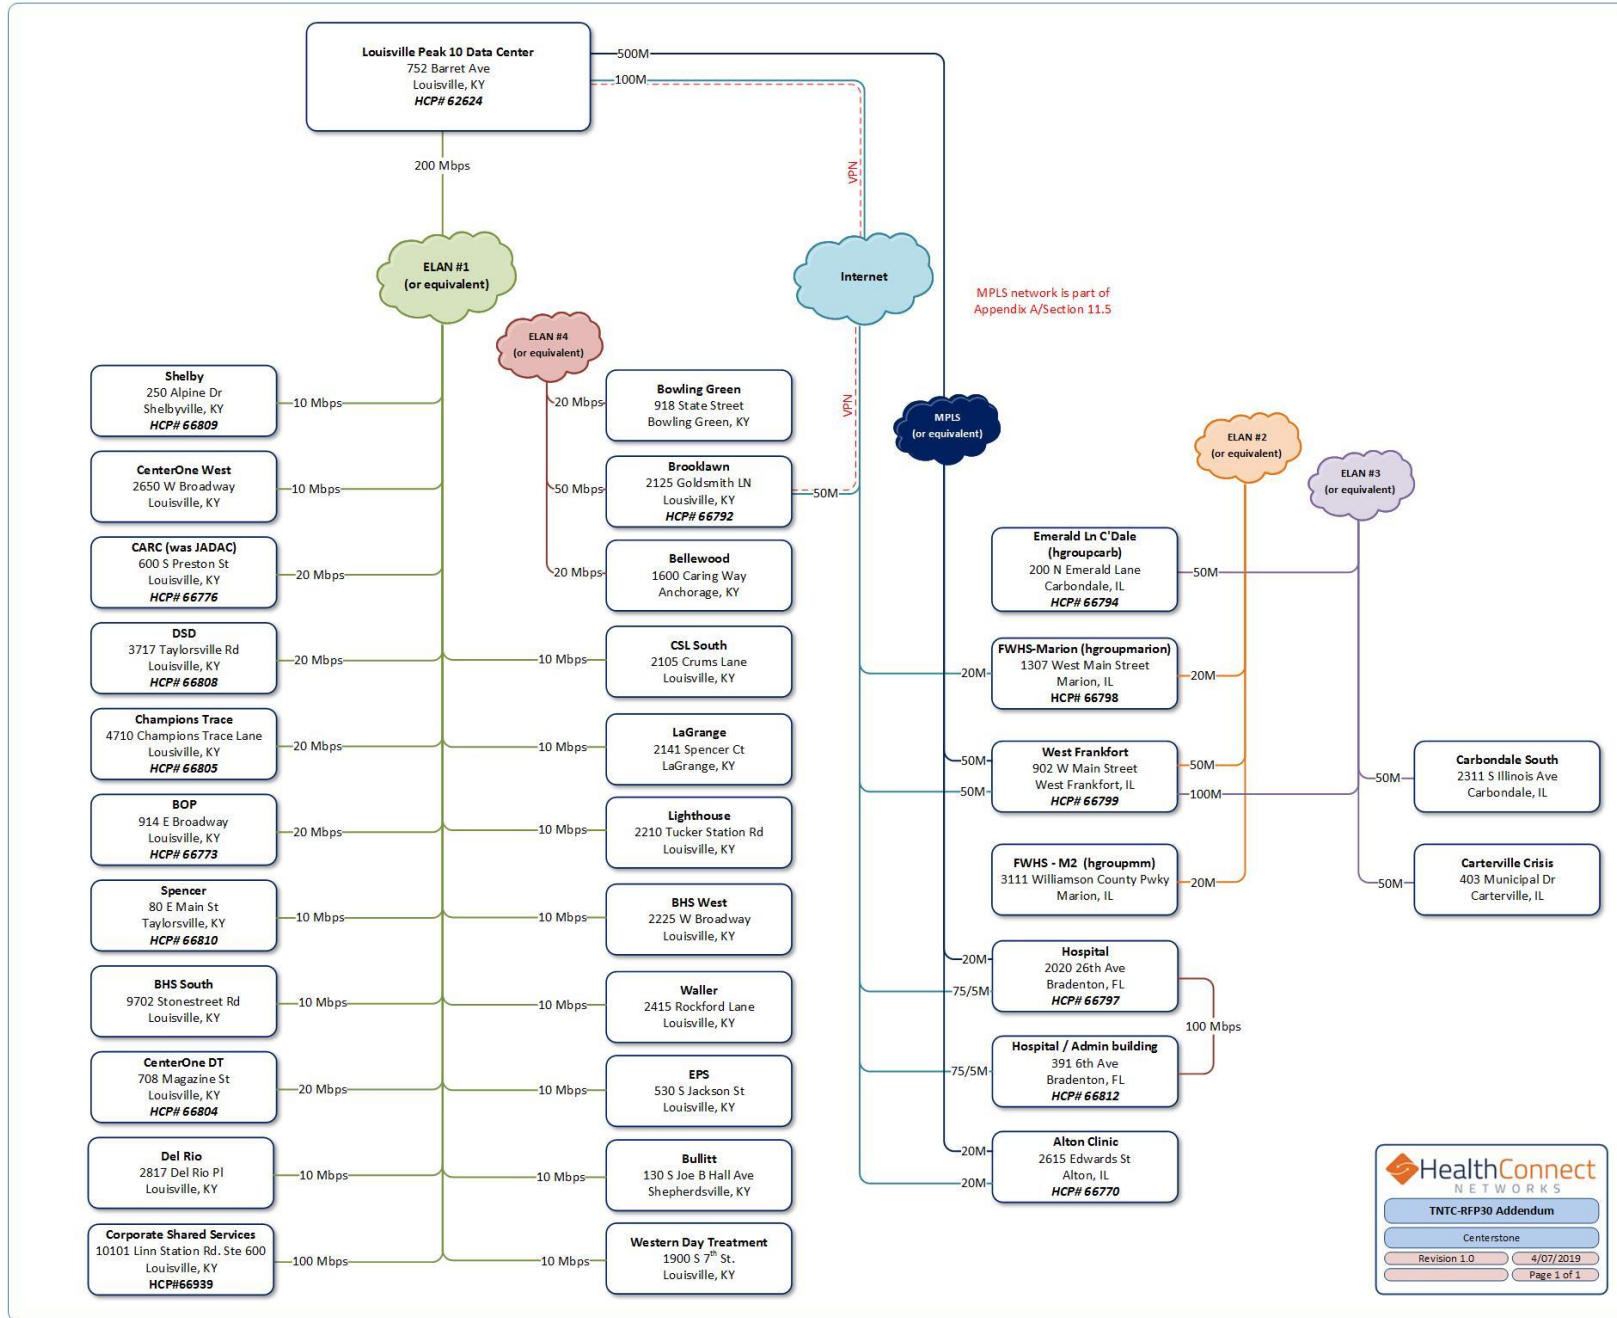 Louisville Peak 10 Data Center
752 Barret Ave
Louisville, KY
HCP# 62624
500M
100M
200 Mbps
VPN
ELAN #1
(or equivalent)
Internet
MPLS network is part of
Appendix A/Section 11.5
ELAN #4
(or equivalent)
VPN
MPLS
(or equivalent)
ELAN #2
(or equivalent)
ELAN #3
(or equivalent)
Shelby
250 Alpine Dr
Shelbyville, KY
HCP# 66809
10 Mbps
CenterOne West
2650 W Broadway
Louisville, KY
10 Mbps
CARC (was JADAC)
600 S Preston St
Louisville, KY
HCP# 66776
20 Mbps
DSD
3717 Taylorsville Rd
Louisville, KY
HCP# 66808
20 Mbps
Champions Trace
4710 Champions Trace Lane
Lousiville, KY
HCP# 66805
20 Mbps
BOP
914 E Broadway
Louisville, KY
HCP# 66773
20 Mbps
Spencer
80 E Main St
Taylorsville, KY
HCP# 66810
10 Mbps
BHS South
9702 Stonestreet Rd
Louisville, KY
10 Mbps
CenterOne DT
708 Magazine St
Louisville, KY
HCP# 66804
20 Mbps
Del Rio
2817 Del Rio Pl
Louisville, KY
10 Mbps
Corporate Shared Services
10101 Linn Station Rd. Ste 600
Louisville, KY
HCP#66939
100 Mbps
20 Mbps
Bowling Green
918 State Street
Bowling Green, KY
50 Mbps
Brooklawn
2125 Goldsmith LN
Lousiville, KY
HCP# 66792
50M
20 Mbps
Bellewood
1600 Caring Way
Anchorage, KY
10 Mbps
CSL South
2105 Crums Lane
Louisville, KY
10 Mbps
LaGrange
2141 Spencer Ct
LaGrange, KY
10 Mbps
Lighthouse
2210 Tucker Station Rd
Louisville, KY
10 Mbps
BHS West
2225 W Broadway
Louisville, KY
10 Mbps
Waller
2415 Rockford Lane
Louisville, KY
10 Mbps
EPS
530 S Jackson St
Louisville, KY
10 Mbps
Bullitt
130 S Joe B Hall Ave
Shepherdsville, KY
10 Mbps
Western Day Treatment
1900 S 7th St.
Louisville, KY
Emerald Ln C'Dale
(hgroupcarb)
200 N Emerald Lane
Carbondale, IL
HCP# 66794
50M
20M
FWHS-Marion (hgroupmarion)
1307 West Main Street
Marion, IL
HCP# 66798
20M
50M
50M
West Frankfort
902 W Main Street
West Frankfort, IL
HCP# 66799
50M
100M
FWHS - M2 (hgroupmm)
3111 Williamson County Pwky
Marion, IL
20M
50M
Carbondale South
2311 S Illinois Ave
Carbondale, IL
50M
Carterville Crisis
403 Municipal Dr
Carterville, IL
20M
75/5M
Hospital
2020 26th Ave
Bradenton, FL
HCP# 66797
100 Mbps
75/5M
Hospital / Admin building
391 6th Ave
Bradenton, FL
HCP# 66812
20M
20M
Alton Clinic
2615 Edwards St
Alton, IL
HCP# 66770
HealthConnect
NETWORKS
TNTC-RFP30 Addendum
Centerstone
Revision 1.0
4/07/2019
Page 1 of 1